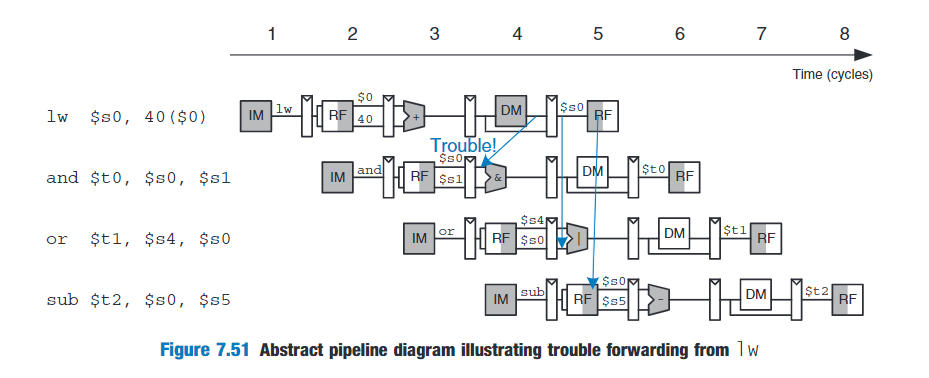 1 2 3 4 5 6 7 8
Time (cycles)
lw $s0, 40($0) IM lw RF $0 40 + DM $s0 RF
Trouble!
and $t0, $s0, $s1 IM and RF $s0 $s1 & DM $t0 RF
or $t1, $s4, $s0 IM or RF $s4 $s0 | DM $t1 RF
sub $t2, $s0, $s5 IM sub RF $s0 $s5 - DM $t2 RF
Figure 7.51 Abstract pipeline diagram illustrating trouble forwarding from lw